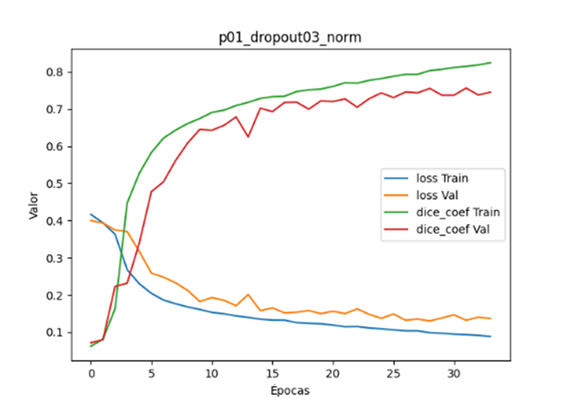 p01_dropout03_norm
0.8
0.7
0.6
0.5
0.4
0.3
0.2
0.1
Valor
loss Train
loss Val
dice_coef Train
dice_coef Val
0 5 10 15 20 25 30
Épocas